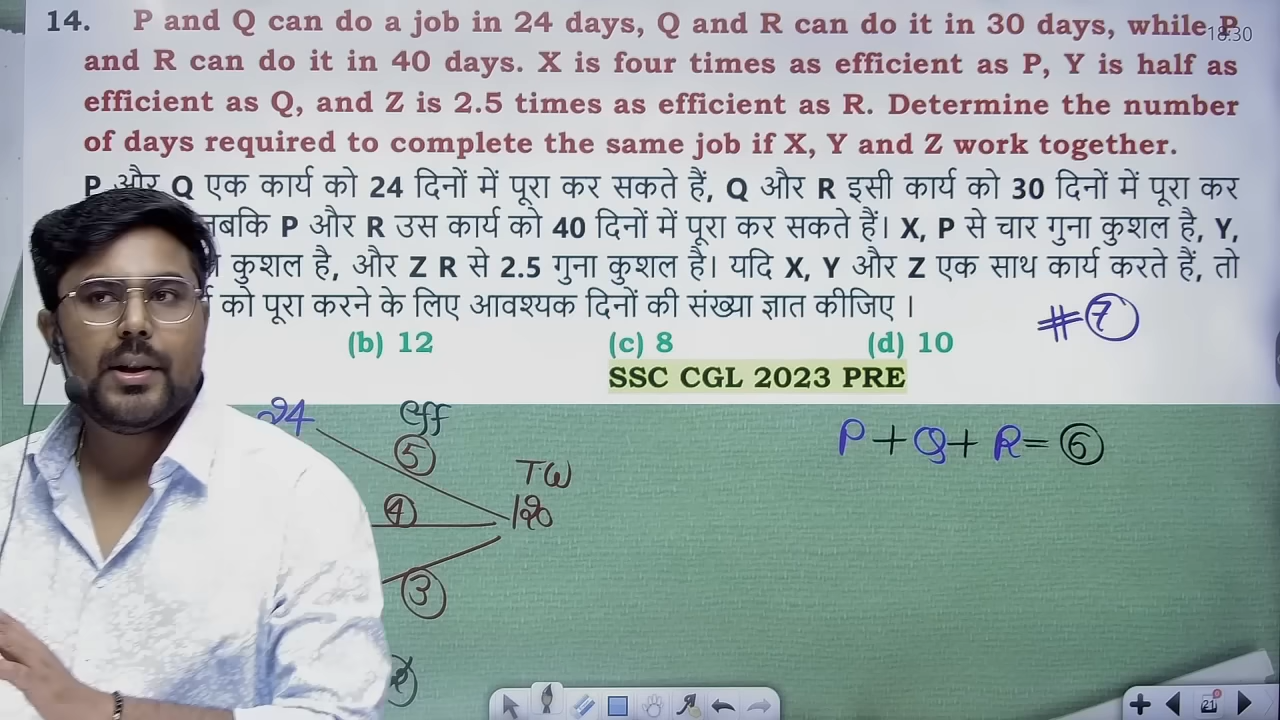 14. P and Q can do a job in 24 days, Q and R can do it in 30 days, while P
18:30
and R can do it in 40 days. X is four times as efficient as P, Y is half as
efficient as Q, and Z is 2.5 times as efficient as R. Determine the number
of days required to complete the same job if X, Y and Z work together.
P और Q एक कार्य को 24 दिनों में पूरा कर सकते हैं, Q और R इसी कार्य को 30 दिनों में पूरा कर
जबकि P और R उस कार्य को 40 दिनों में पूरा कर सकते हैं। X, P से चार गुना कुशल है, Y,
कुशल है, और Z R से 2.5 गुना कुशल है। यदि X, Y और Z एक साथ कार्य करते हैं, तो
को पूरा करने के लिए आवश्यक दिनों की संख्या ज्ञात कीजिए ।
#7
(b) 12 (c) 8 (d) 10
SSC CGL 2023 PRE
24 eff
5
P+Q+R=6
TW
4 120
3
21